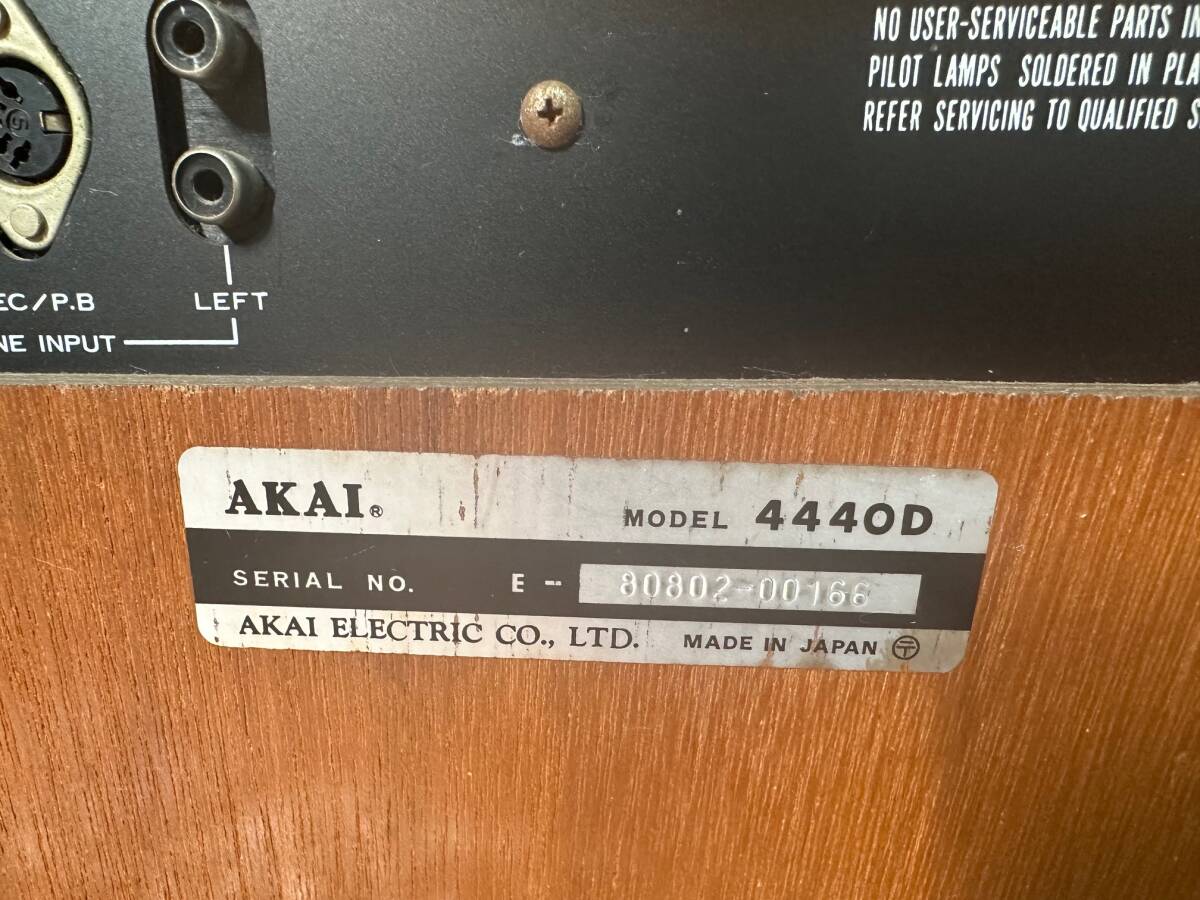 NO USER-SERVICEABLE PARTS IN
PILOT LAMPS SOLDERED IN PLA
REFER SERVICING TO QUALIFIED S
EC/P.B LEFT
NE INPUT
AKAI® MODEL 4440D
SERIAL NO. E - 80802-00166
AKAI ELECTRIC CO., LTD. MADE IN JAPAN